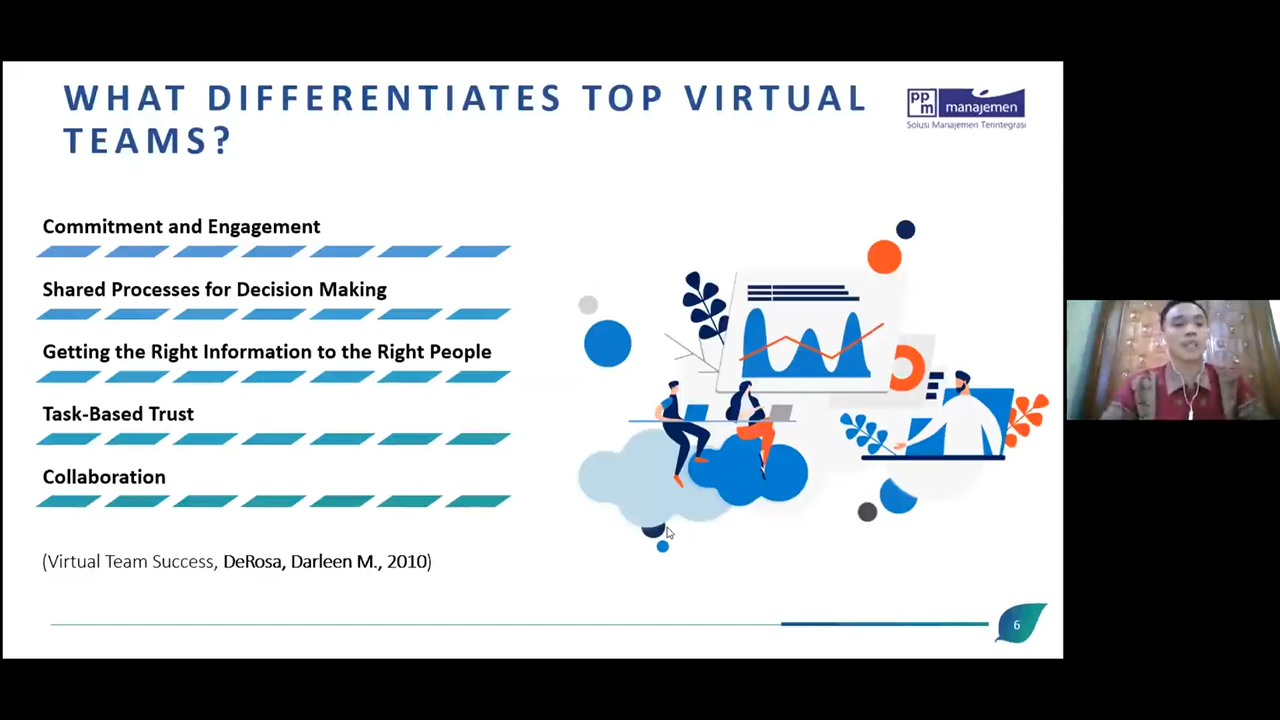 WHAT DIFFERENTIATES TOP VIRTUAL
TEAMS?
ppm manajemen
Solusi Manajemen Terintegrasi
Commitment and Engagement
Shared Processes for Decision Making
Getting the Right Information to the Right People
Task-Based Trust
Collaboration
(Virtual Team Success, DeRosa, Darleen M., 2010)
6